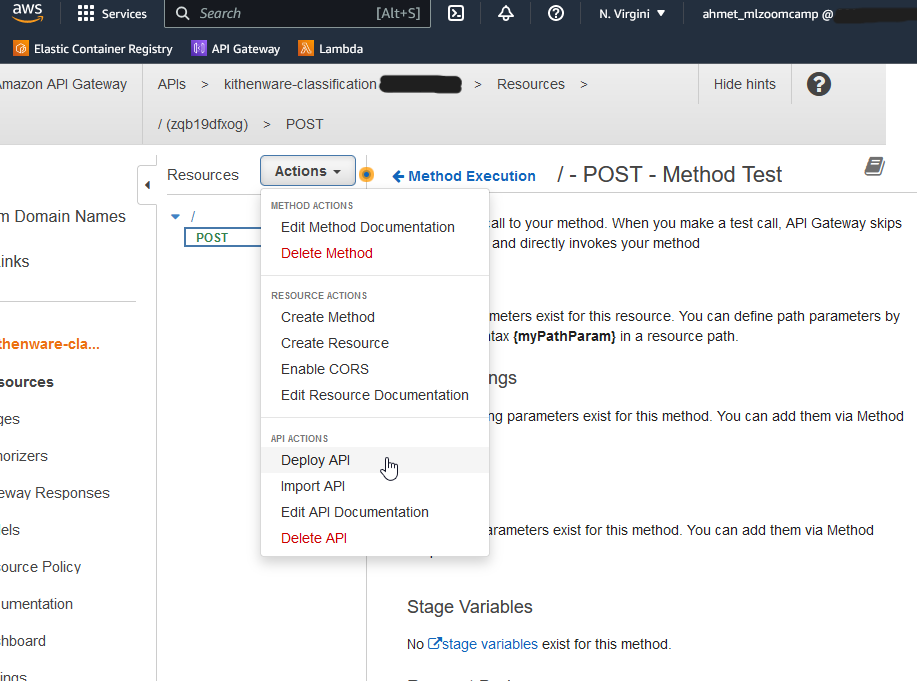 aws
Services
Search
[Alt+S]
N. Virgini
ahmet_mlzoomcamp @
Elastic Container Registry
API Gateway
Lambda
Amazon API Gateway
APIs > kithenware-classification > Resources >
Hide hints
?
/ (zqb19dfxog) > POST
m Domain Names
inks
thenware-cla...
sources
ges
horizers
eway Responses
els
ource Policy
umentation
hboard
ings
Resources
Actions
/
POST
METHOD ACTIONS
Edit Method Documentation
Delete Method
RESOURCE ACTIONS
Create Method
Create Resource
Enable CORS
Edit Resource Documentation
API ACTIONS
Deploy API
Import API
Edit API Documentation
Delete API
Method Execution
/ - POST - Method Test
all to your method. When you make a test call, API Gateway skips
and directly invokes your method
meters exist for this resource. You can define path parameters by
ntax {myPathParam} in a resource path.
ngs
ng parameters exist for this method. You can add them via Method
arameters exist for this method. You can add them via Method
Stage Variables
No stage variables exist for this method.